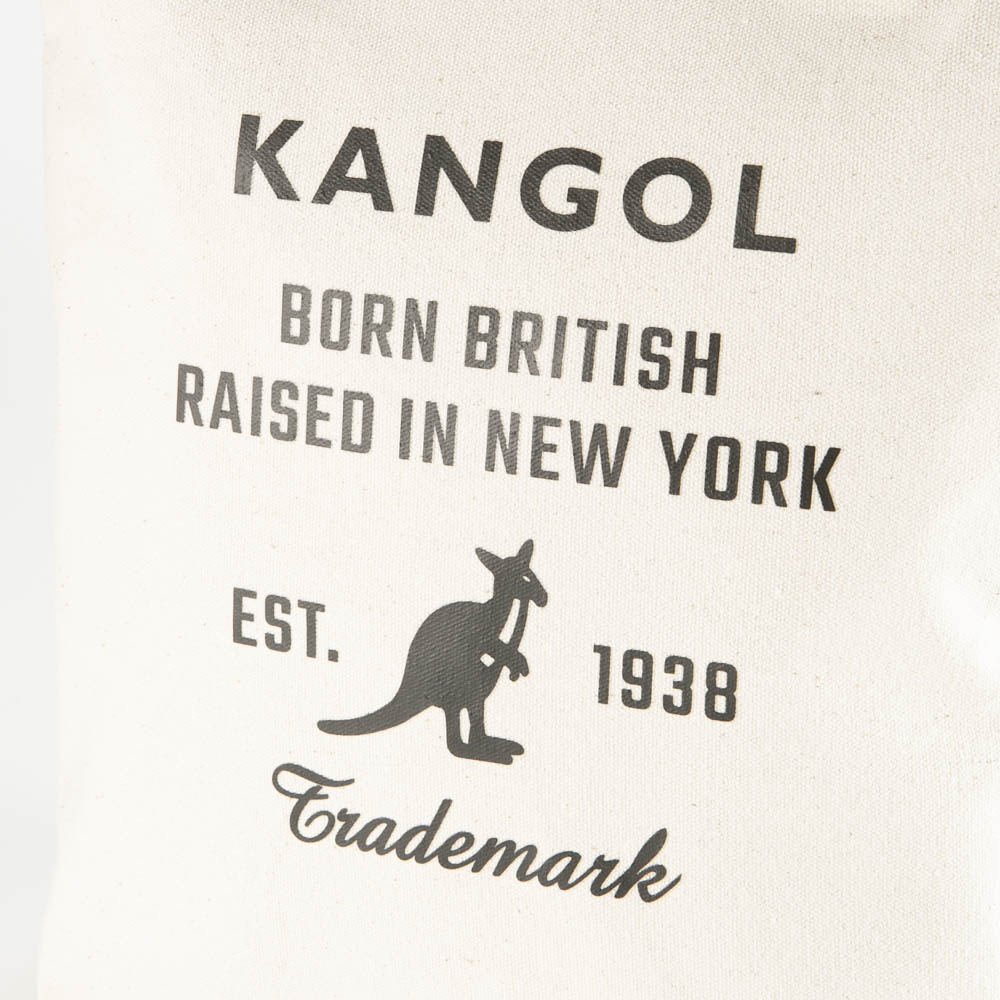 KANGOL
BORN BRITISH
RAISED IN NEW YORK
EST. 1938
Trademark